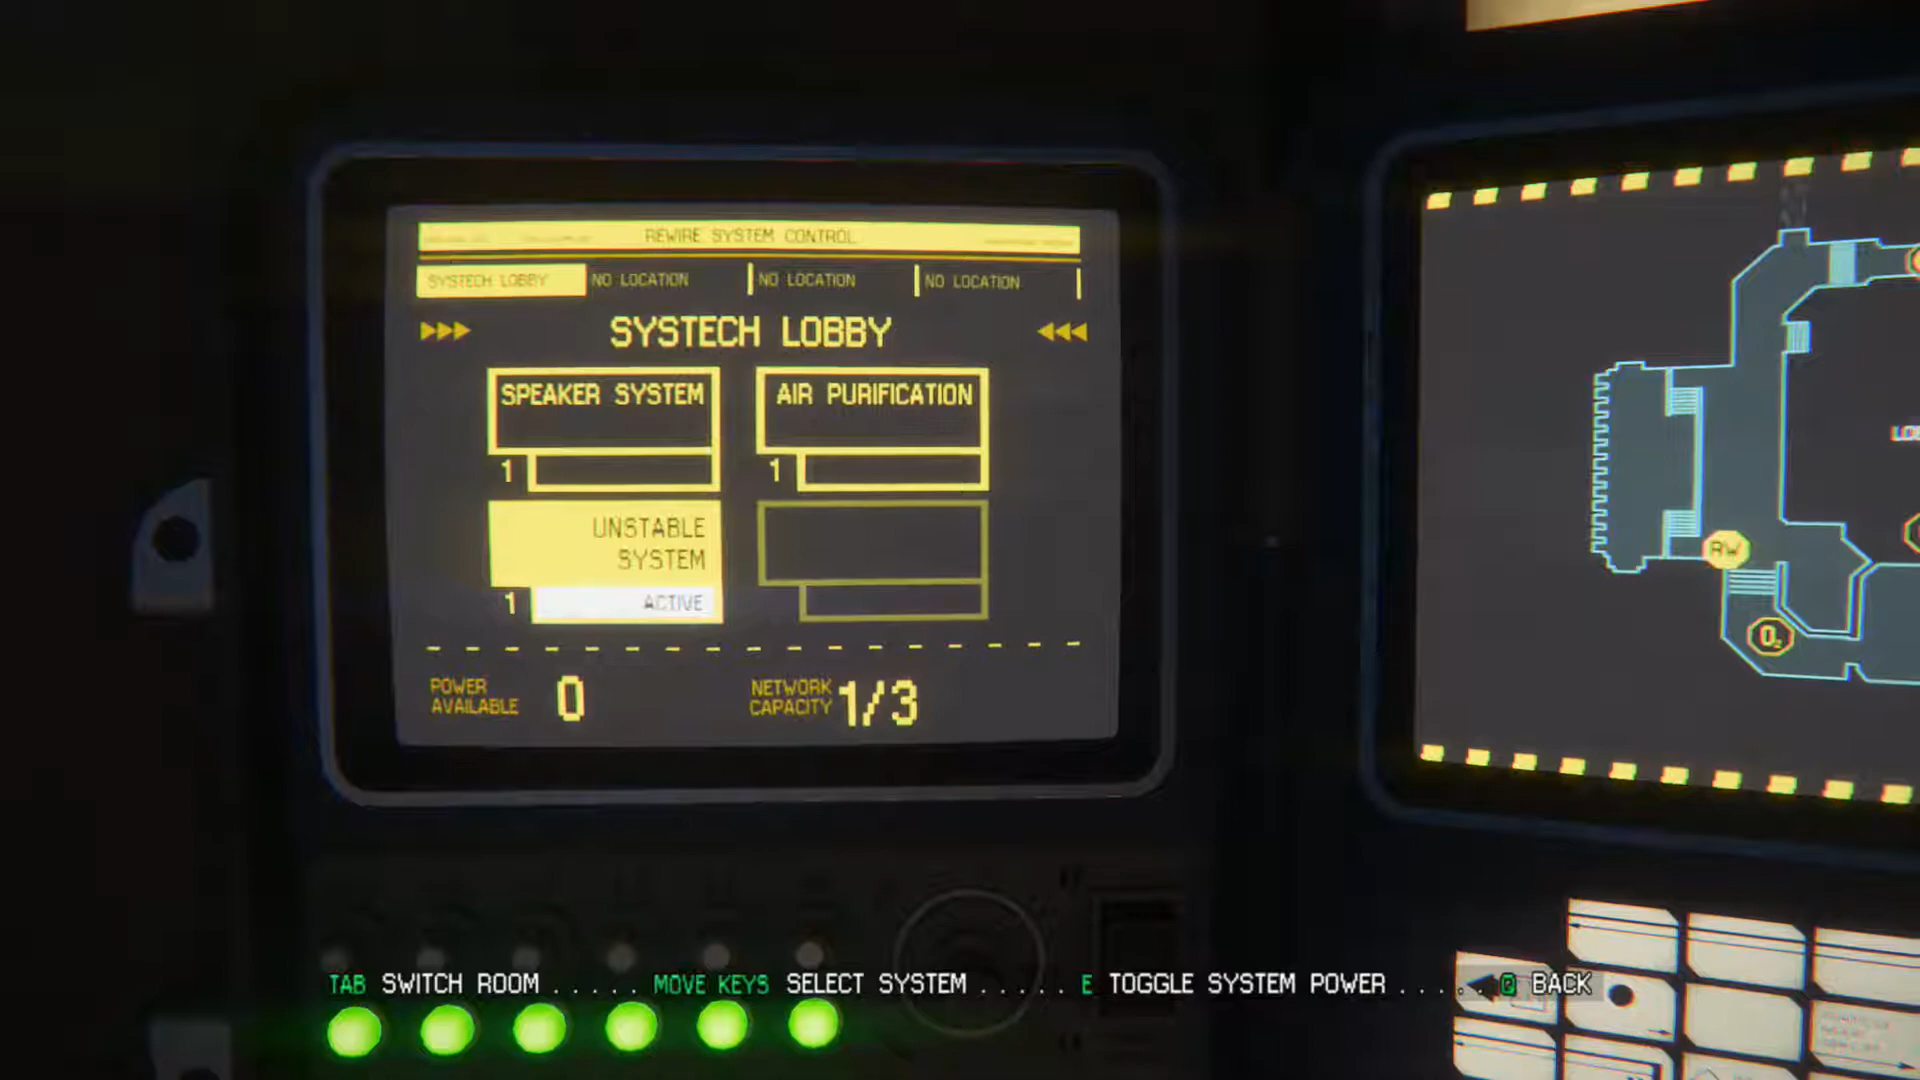 REWIRE SYSTEM CONTROL
SYSTECH LOBBY NO LOCATION NO LOCATION NO LOCATION
SYSTECH LOBBY
SPEAKER SYSTEM AIR PURIFICATION
1 1
UNSTABLE
SYSTEM
1 ACTIVE
POWER
AVAILABLE 0
NETWORK
CAPACITY 1/3
RW
O₂
TAB SWITCH ROOM ..... MOVE KEYS SELECT SYSTEM ..... E TOGGLE SYSTEM POWER ..... Q BACK